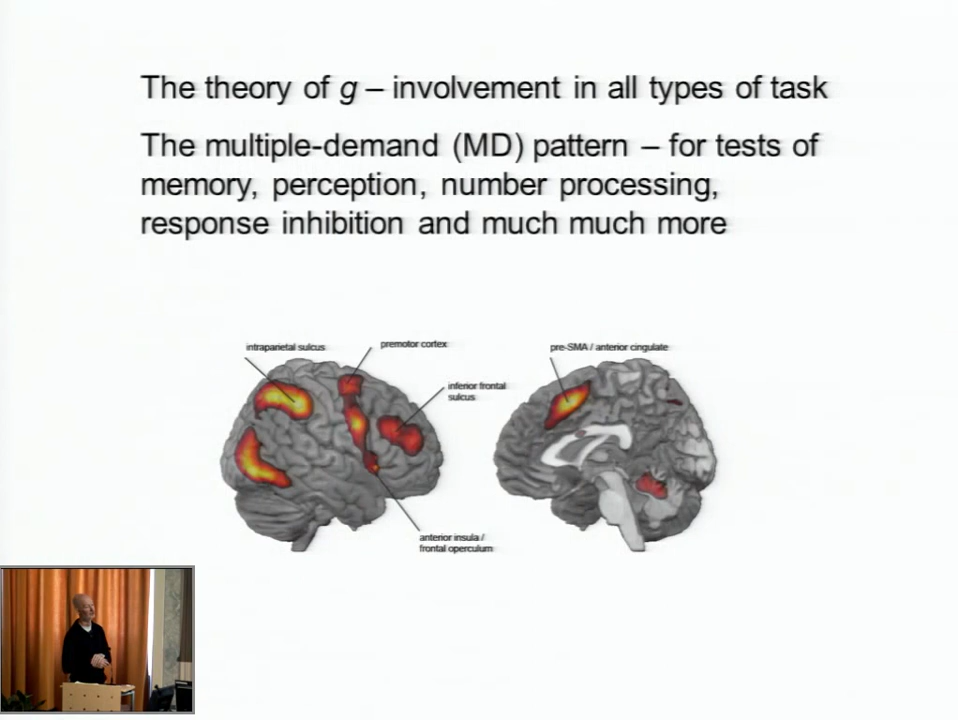 The theory of g – involvement in all types of task
The multiple-demand (MD) pattern – for tests of
memory, perception, number processing,
response inhibition and much much more
intraparietal sulcus
premotor cortex
pre-SMA / anterior cingulate
inferior frontal
sulcus
anterior insula /
frontal operculum